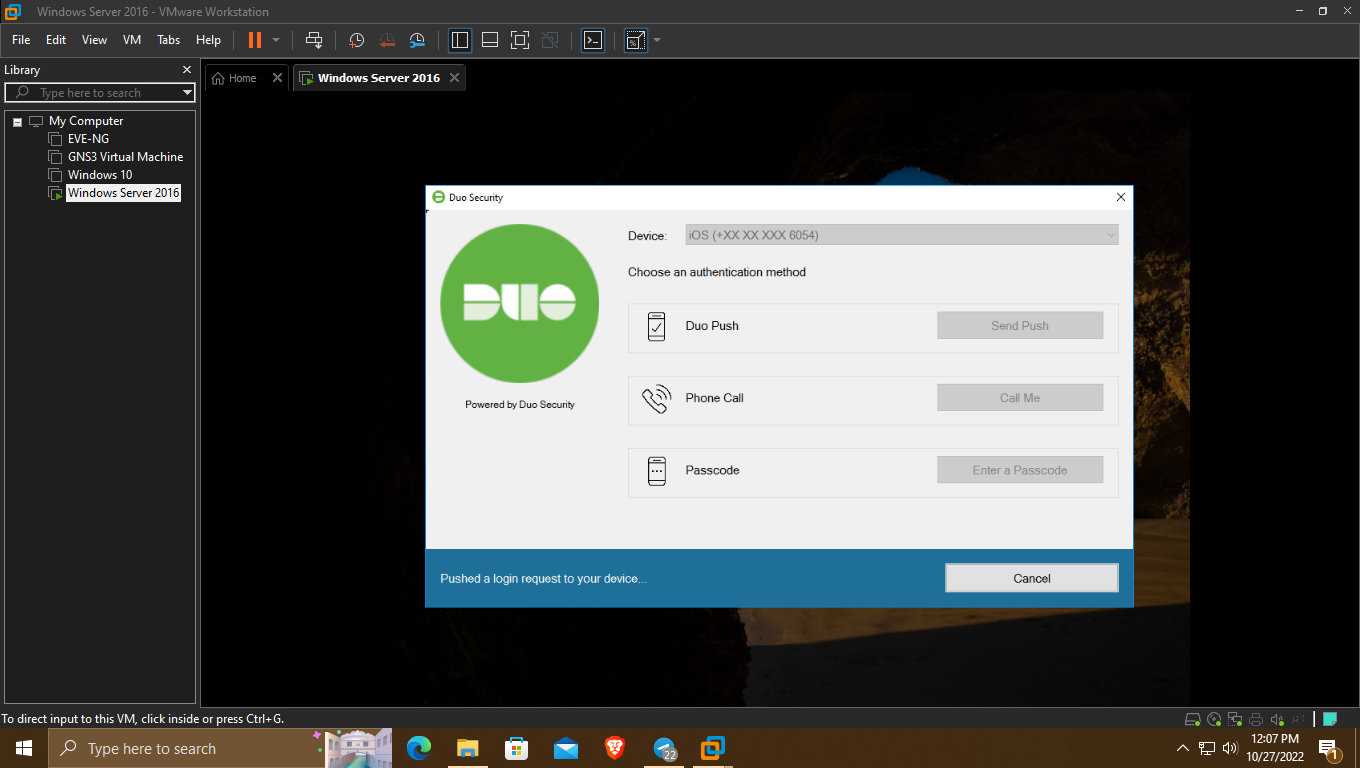 Windows Server 2016 - VMware Workstation
File Edit View VM Tabs Help
Library
Type here to search
My Computer
EVE-NG
GNS3 Virtual Machine
Windows 10
Windows Server 2016
Home
Windows Server 2016
Duo Security
DUO
Powered by Duo Security
Device: iOS (+XX XX XXX 6054)
Choose an authentication method
Duo Push Send Push
Phone Call Call Me
Passcode Enter a Passcode
Pushed a login request to your device...
Cancel
To direct input to this VM, click inside or press Ctrl+G.
Type here to search
22
12:07 PM
10/27/2022
1